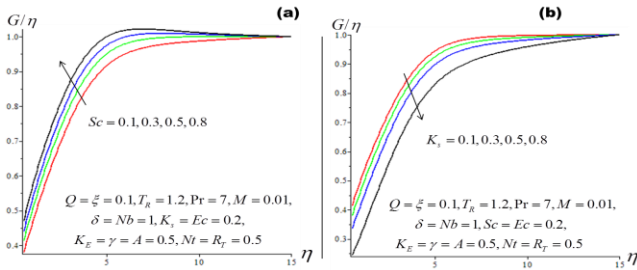 G/η
(a)
1.0
0.9
0.8
0.7
0.6
0.5
0.4
Sc = 0.1, 0.3, 0.5, 0.8
Q = ξ = 0.1, T_R = 1.2, Pr = 7, M = 0.01,
δ = Nb = 1, K_s = Ec = 0.2,
K_E = γ = A = 0.5, Nt = R_T = 0.5
5
10
15
η
G/η
(b)
1.0
0.9
0.8
0.7
0.6
0.5
0.4
0.3
K_s = 0.1, 0.3, 0.5, 0.8
Q = ξ = 0.1, T_R = 1.2, Pr = 7, M = 0.01,
δ = Nb = 1, Sc = Ec = 0.2,
K_E = γ = A = 0.5, Nt = R_T = 0.5
5
10
15
η